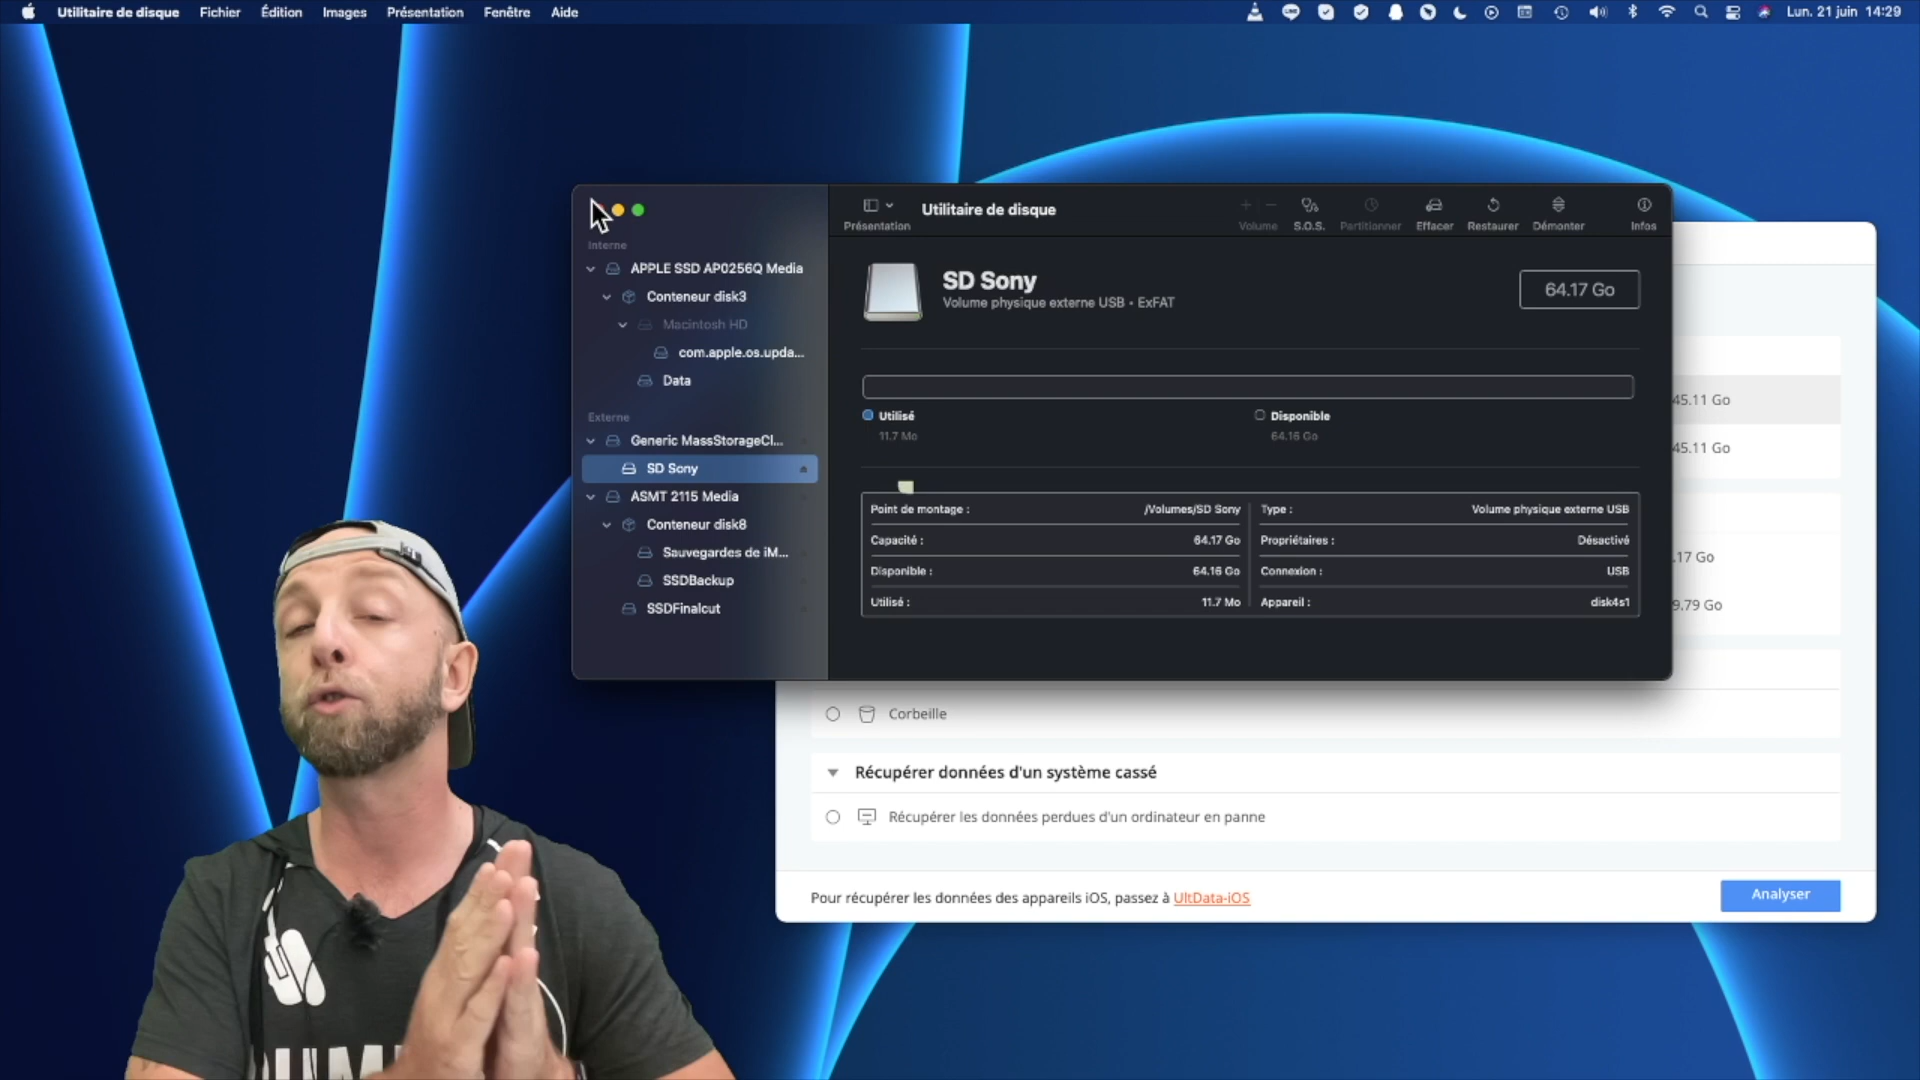 Utilitaire de disque Fichier Édition Images Présentation Fenêtre Aide
Lun. 21 juin 14:29
Présentation
Utilitaire de disque
Volume
S.O.S.
Partitionner
Effacer
Restaurer
Démonter
Infos
Interne
APPLE SSD AP0256Q Media
Conteneur disk3
Macintosh HD
com.apple.os.upda...
Data
Externe
Generic MassStorageCl...
SD Sony
ASMT 2115 Media
Conteneur disk8
Sauvegardes de iM...
SSDBackup
SSDFinalcut
SD Sony
Volume physique externe USB • ExFAT
64.17 Go
Utilisé
11.7 Mo
Disponible
64.16 Go
Point de montage : /Volumes/SD Sony
Capacité : 64.17 Go
Disponible : 64.16 Go
Utilisé : 11.7 Mo
Type : Volume physique externe USB
Propriétaires : Désactivé
Connexion : USB
Appareil : disk4s1
45.11 Go
45.11 Go
.17 Go
9.79 Go
Corbeille
Récupérer données d'un système cassé
Récupérer les données perdues d'un ordinateur en panne
Pour récupérer les données des appareils iOS, passez à UltData-iOS
Analyser